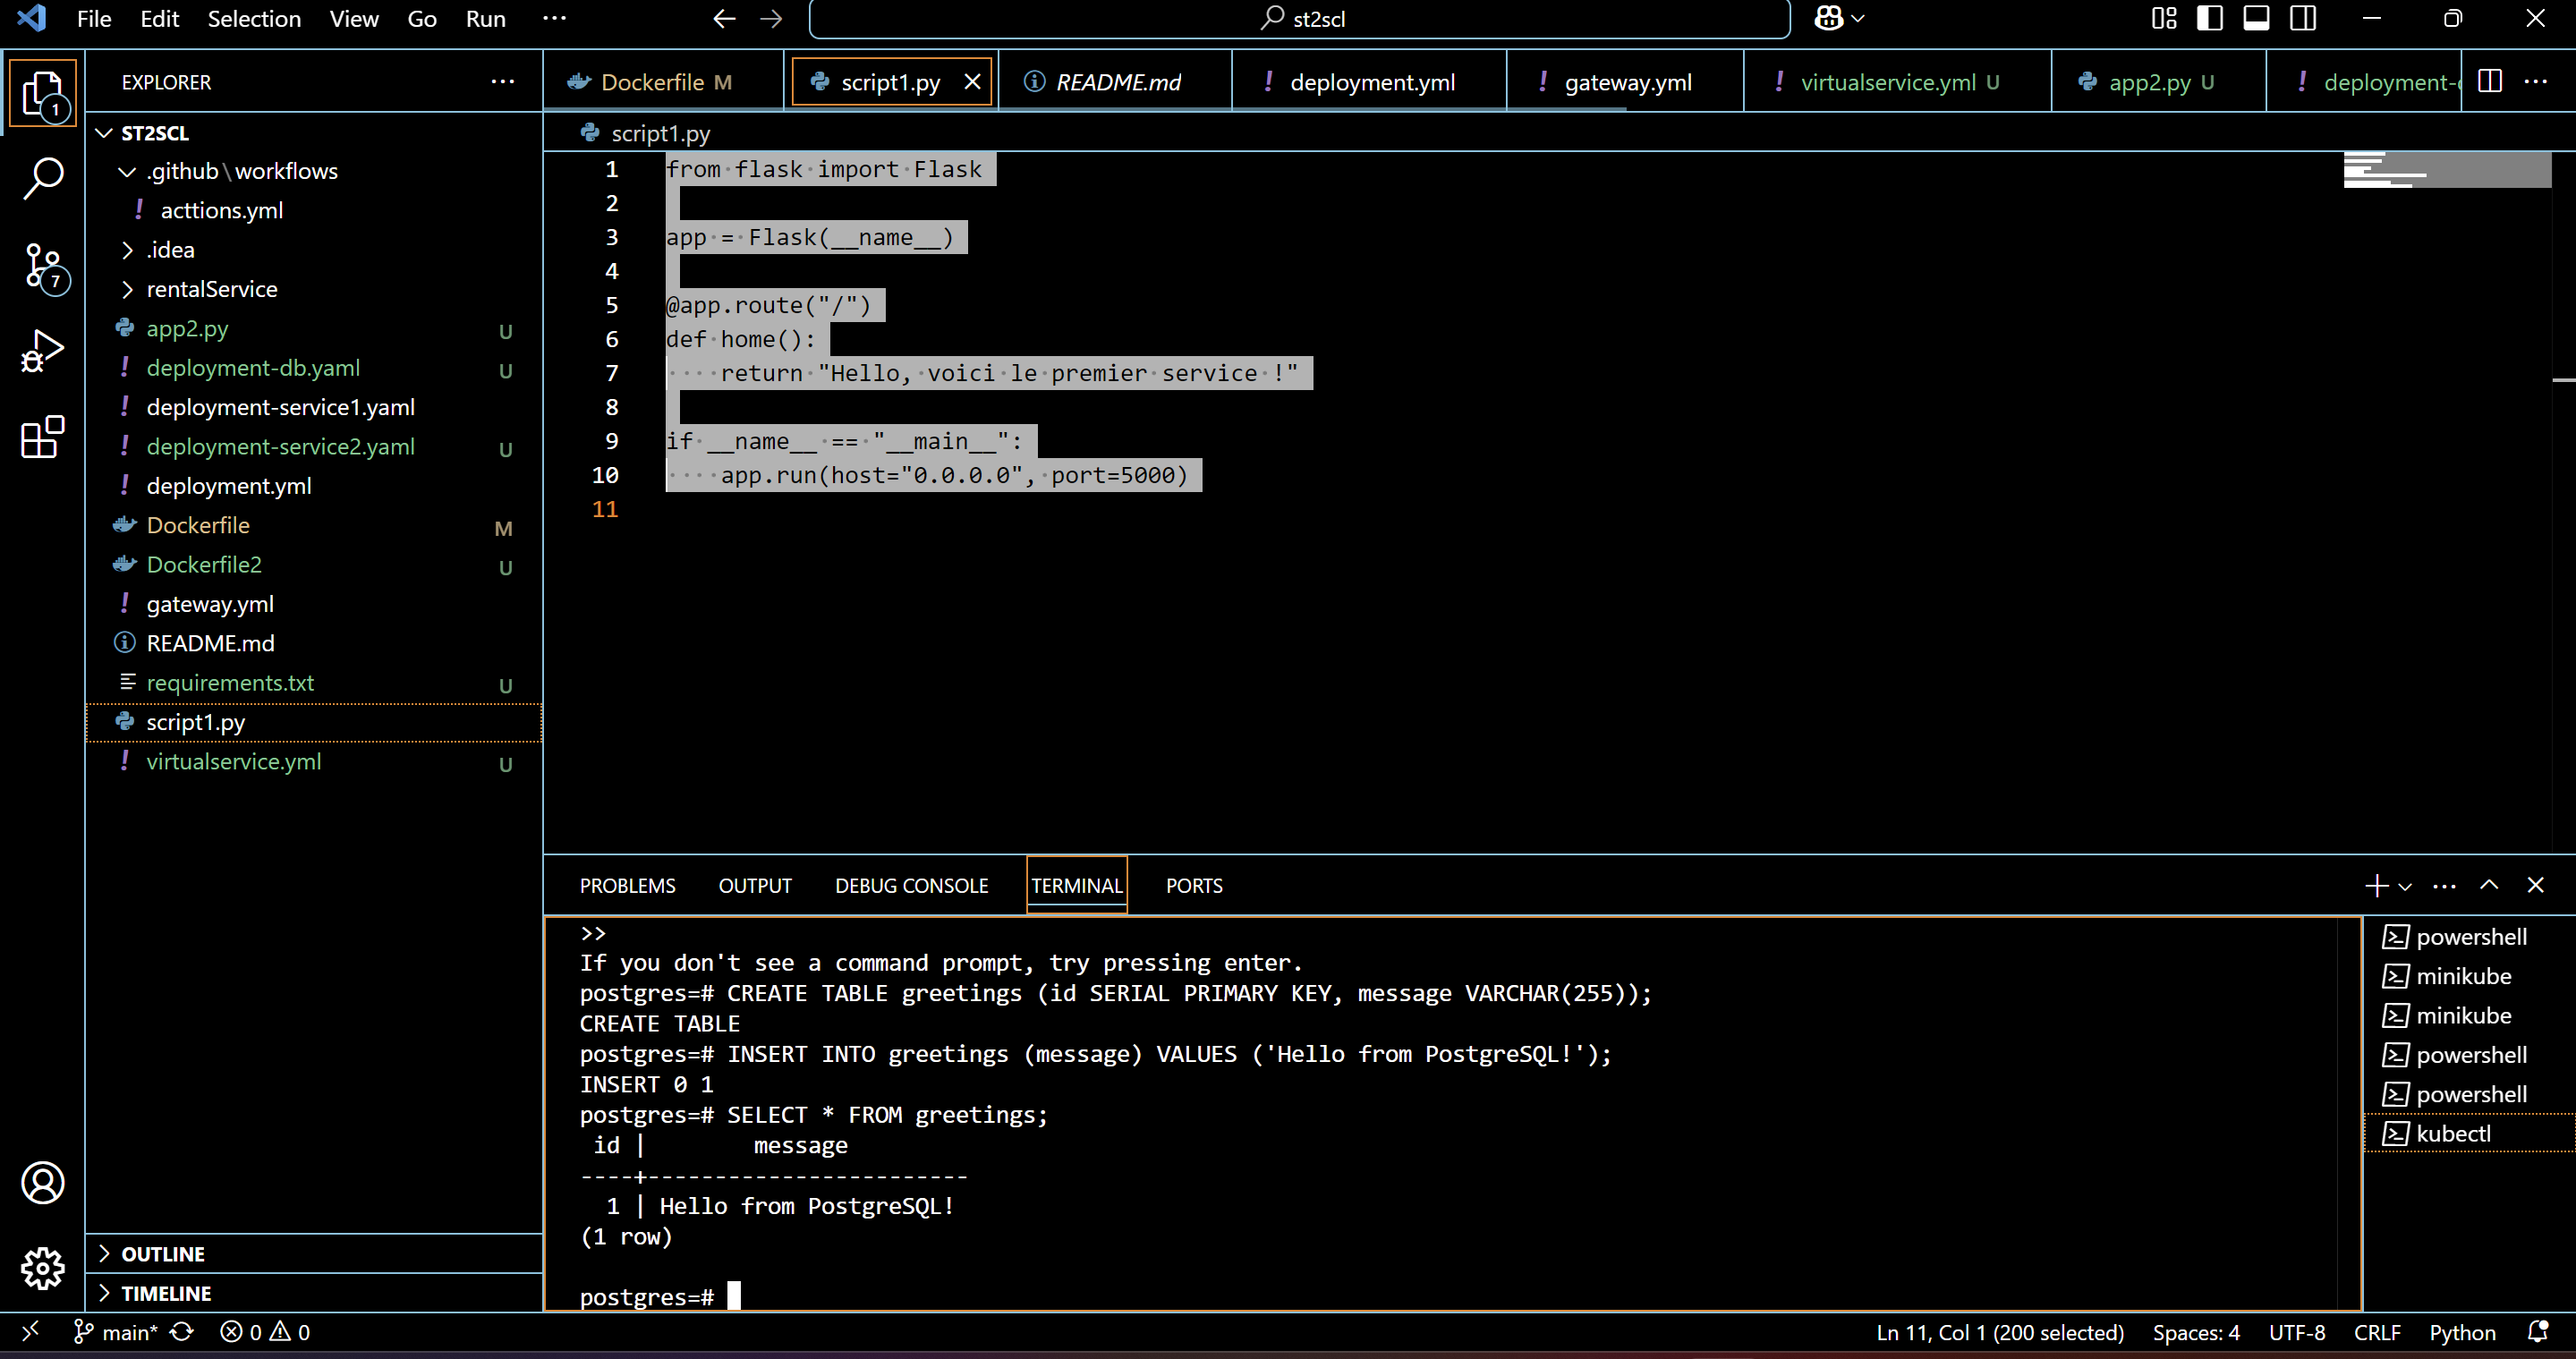 File Edit Selection View Go Run ··· st2scl
EXPLORER ···
ST2SCL
.github\workflows
! acttions.yml
.idea
rentalService
app2.py U
! deployment-db.yaml U
! deployment-service1.yaml
! deployment-service2.yaml U
! deployment.yml
Dockerfile M
Dockerfile2 U
! gateway.yml
README.md
requirements.txt U
script1.py
! virtualservice.yml U
OUTLINE
TIMELINE
1
7
Dockerfile M script1.py README.md ! deployment.yml ! gateway.yml ! virtualservice.yml U app2.py U ! deployment- ···
script1.py
1 from flask import Flask
2
3 app = Flask(__name__)
4
5 @app.route("/")
6 def home():
7     return "Hello, voici le premier service !"
8
9 if __name__ == "__main__":
10     app.run(host="0.0.0.0", port=5000)
11
PROBLEMS OUTPUT DEBUG CONSOLE TERMINAL PORTS
>>
If you don't see a command prompt, try pressing enter.
postgres=# CREATE TABLE greetings (id SERIAL PRIMARY KEY, message VARCHAR(255));
CREATE TABLE
postgres=# INSERT INTO greetings (message) VALUES ('Hello from PostgreSQL!');
INSERT 0 1
postgres=# SELECT * FROM greetings;
 id |        message
----+------------------------
  1 | Hello from PostgreSQL!
(1 row)
postgres=#
powershell
minikube
minikube
powershell
powershell
kubectl
main* 0 0 Ln 11, Col 1 (200 selected) Spaces: 4 UTF-8 CRLF Python